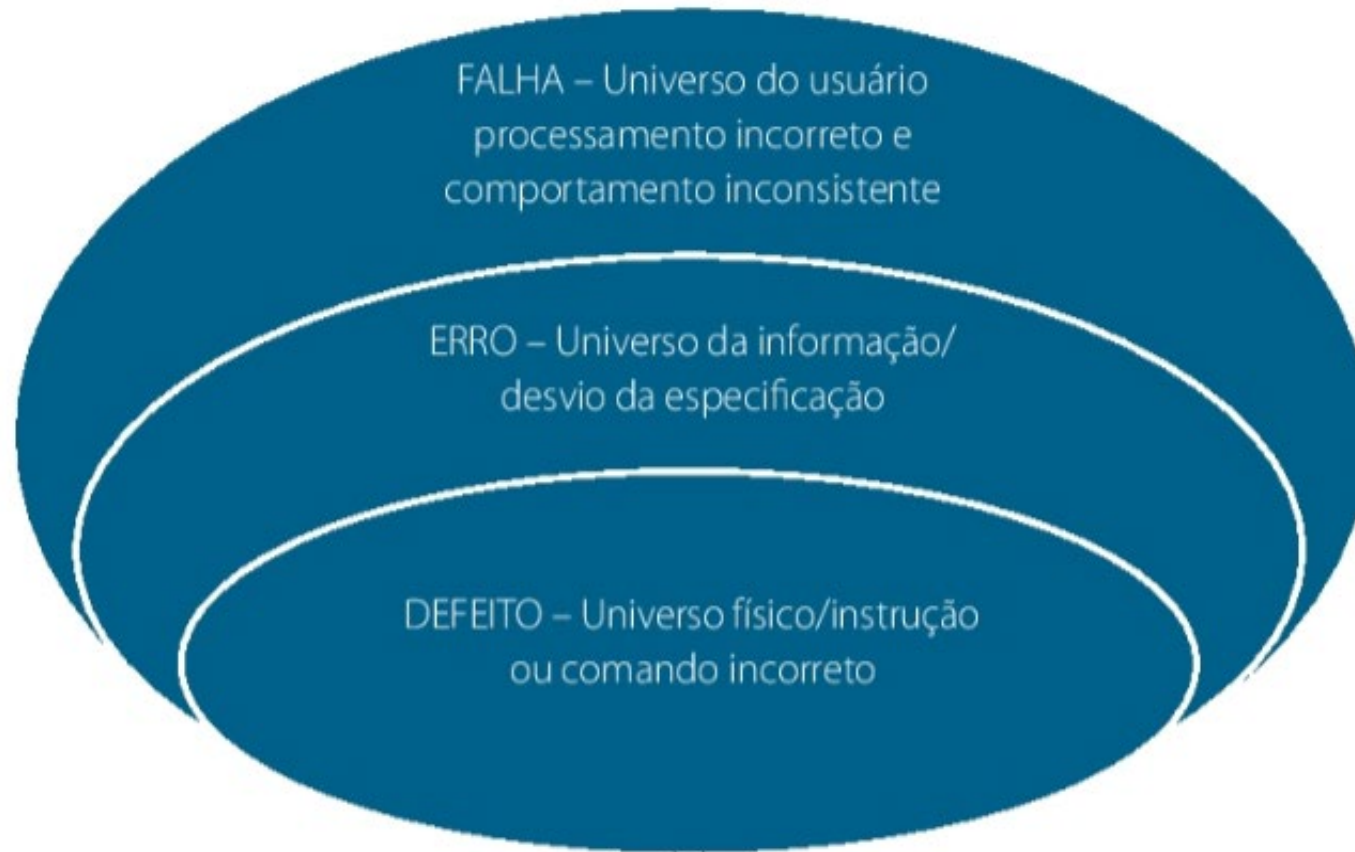 FALHA – Universo do usuário
processamento incorreto e
comportamento inconsistente
ERRO – Universo da informação/
desvio da especificação
DEFEITO – Universo físico/instrução
ou comando incorreto